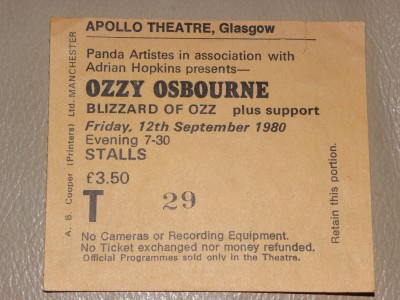 APOLLO THEATRE, Glasgow
Panda Artistes in association with
Adrian Hopkins presents—
OZZY OSBOURNE
BLIZZARD OF OZZ plus support
Friday, 12th September 1980
Evening 7-30
STALLS
£3.50
T 29
No Cameras or Recording Equipment.
No Ticket exchanged nor money refunded.
Official Programmes sold only in the Theatre.
A. B. Cooper (Printers) Ltd. MANCHESTER
Retain this portion.